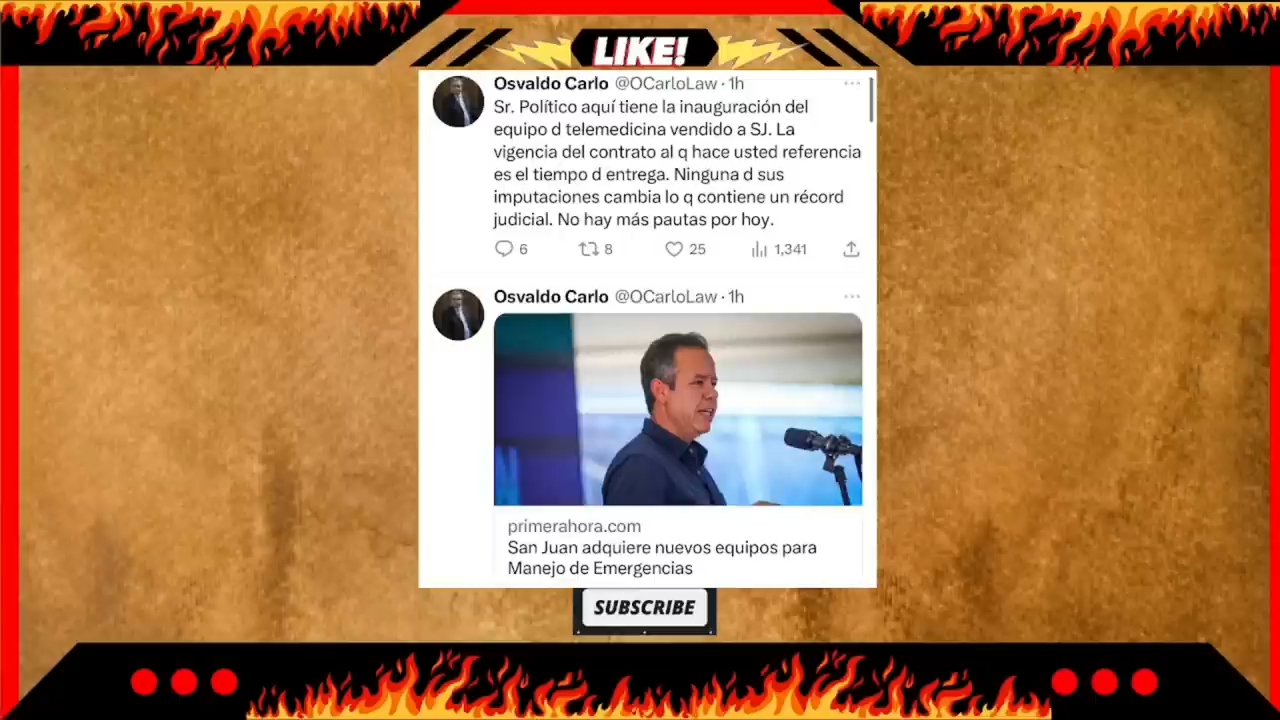 LIKE!
Osvaldo Carlo @OCarloLaw · 1h
Sr. Político aquí tiene la inauguración del
equipo d telemedicina vendido a SJ. La
vigencia del contrato al q hace usted referencia
es el tiempo d entrega. Ninguna d sus
imputaciones cambia lo q contiene un récord
judicial. No hay más pautas por hoy.
6 8 25 1,341
Osvaldo Carlo @OCarloLaw · 1h
primerahora.com
San Juan adquiere nuevos equipos para
Manejo de Emergencias
SUBSCRIBE